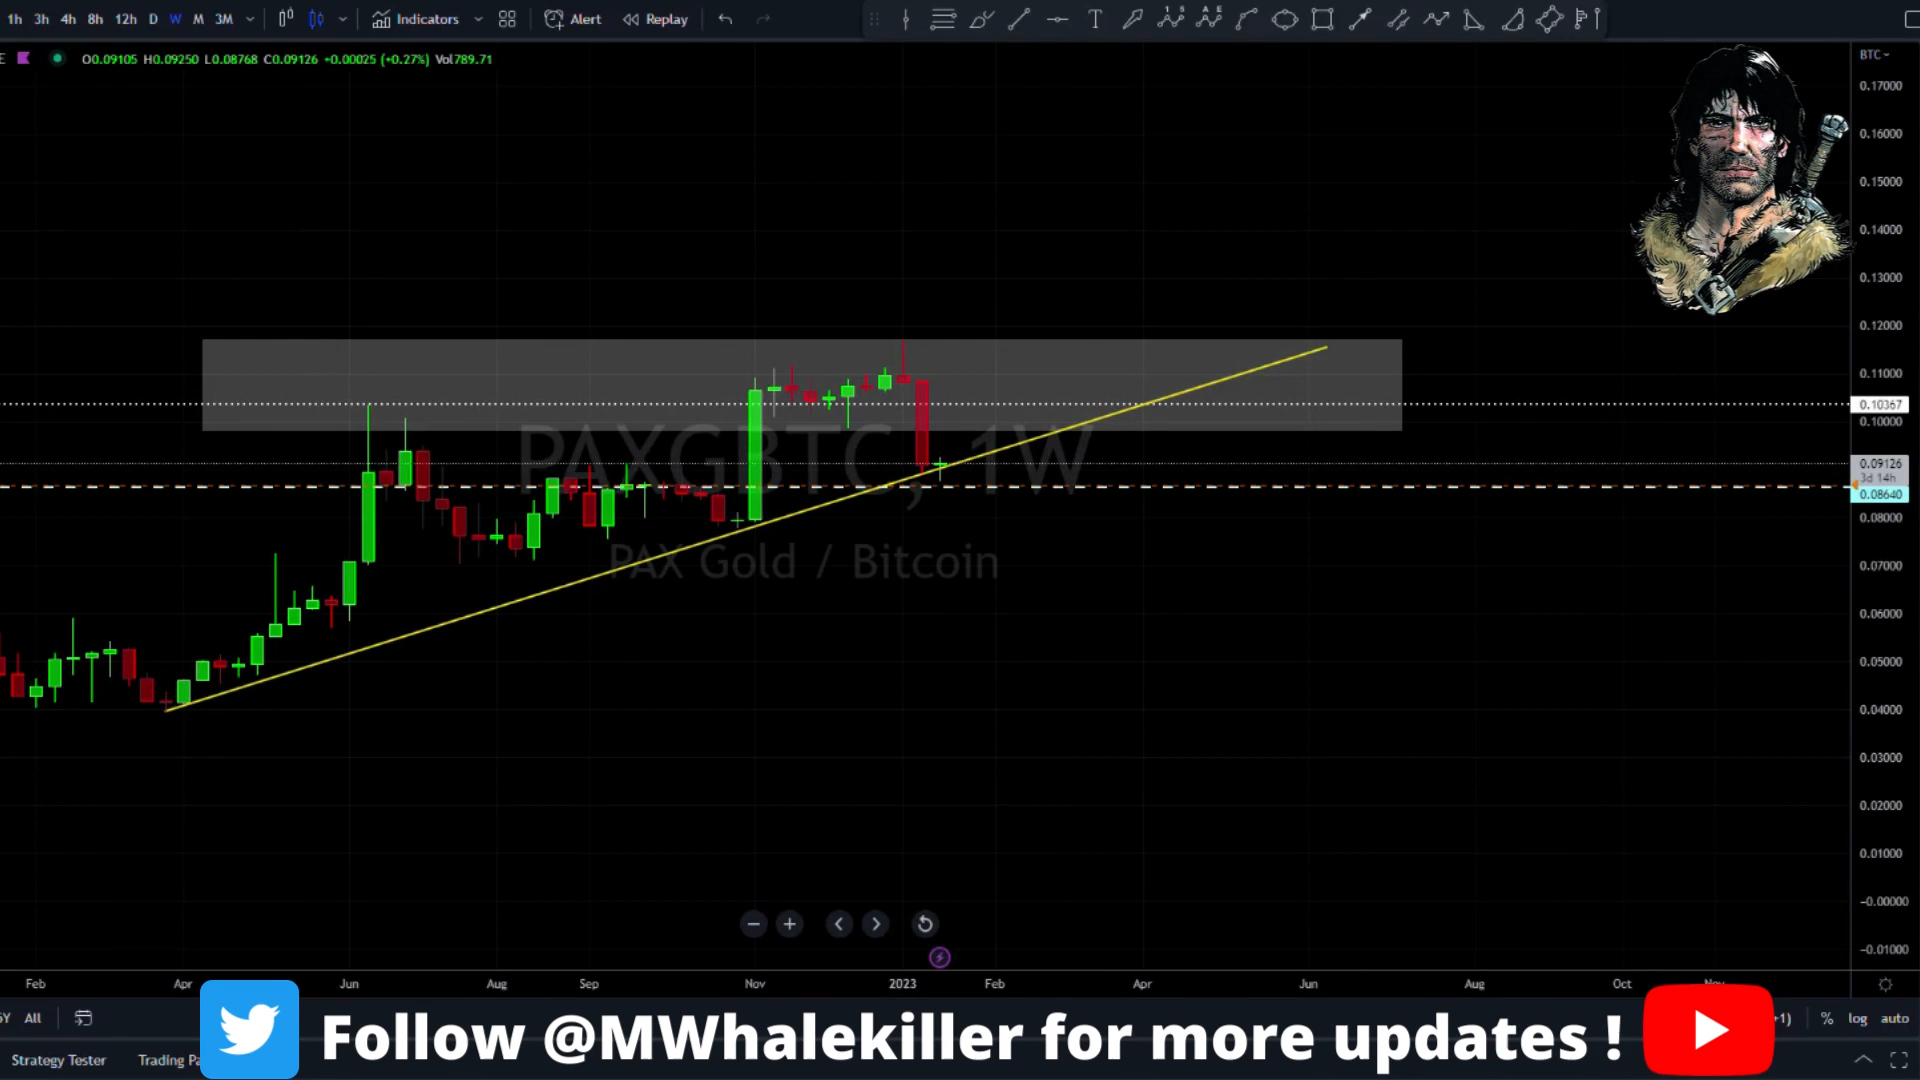 1h 3h 4h 8h 12h D W M 3M Indicators Alert Replay
E O0.09105 H0.09250 L0.08768 C0.09126 +0.00025 (+0.27%) Vol789.71
BTC
0.17000
0.16000
0.15000
0.14000
0.13000
0.12000
0.11000
0.10367
0.10000
0.09126
3d 14h
0.08640
0.08000
0.07000
0.06000
0.05000
0.04000
0.03000
0.02000
0.01000
-0.00000
-0.01000
PAXGBTC, 1W
PAX Gold / Bitcoin
Feb Apr Jun Aug Sep Nov 2023 Feb Apr Jun Aug Oct Nov
5Y All +1) % log auto
Follow @MWhalekiller for more updates !
Strategy Tester Trading Pa